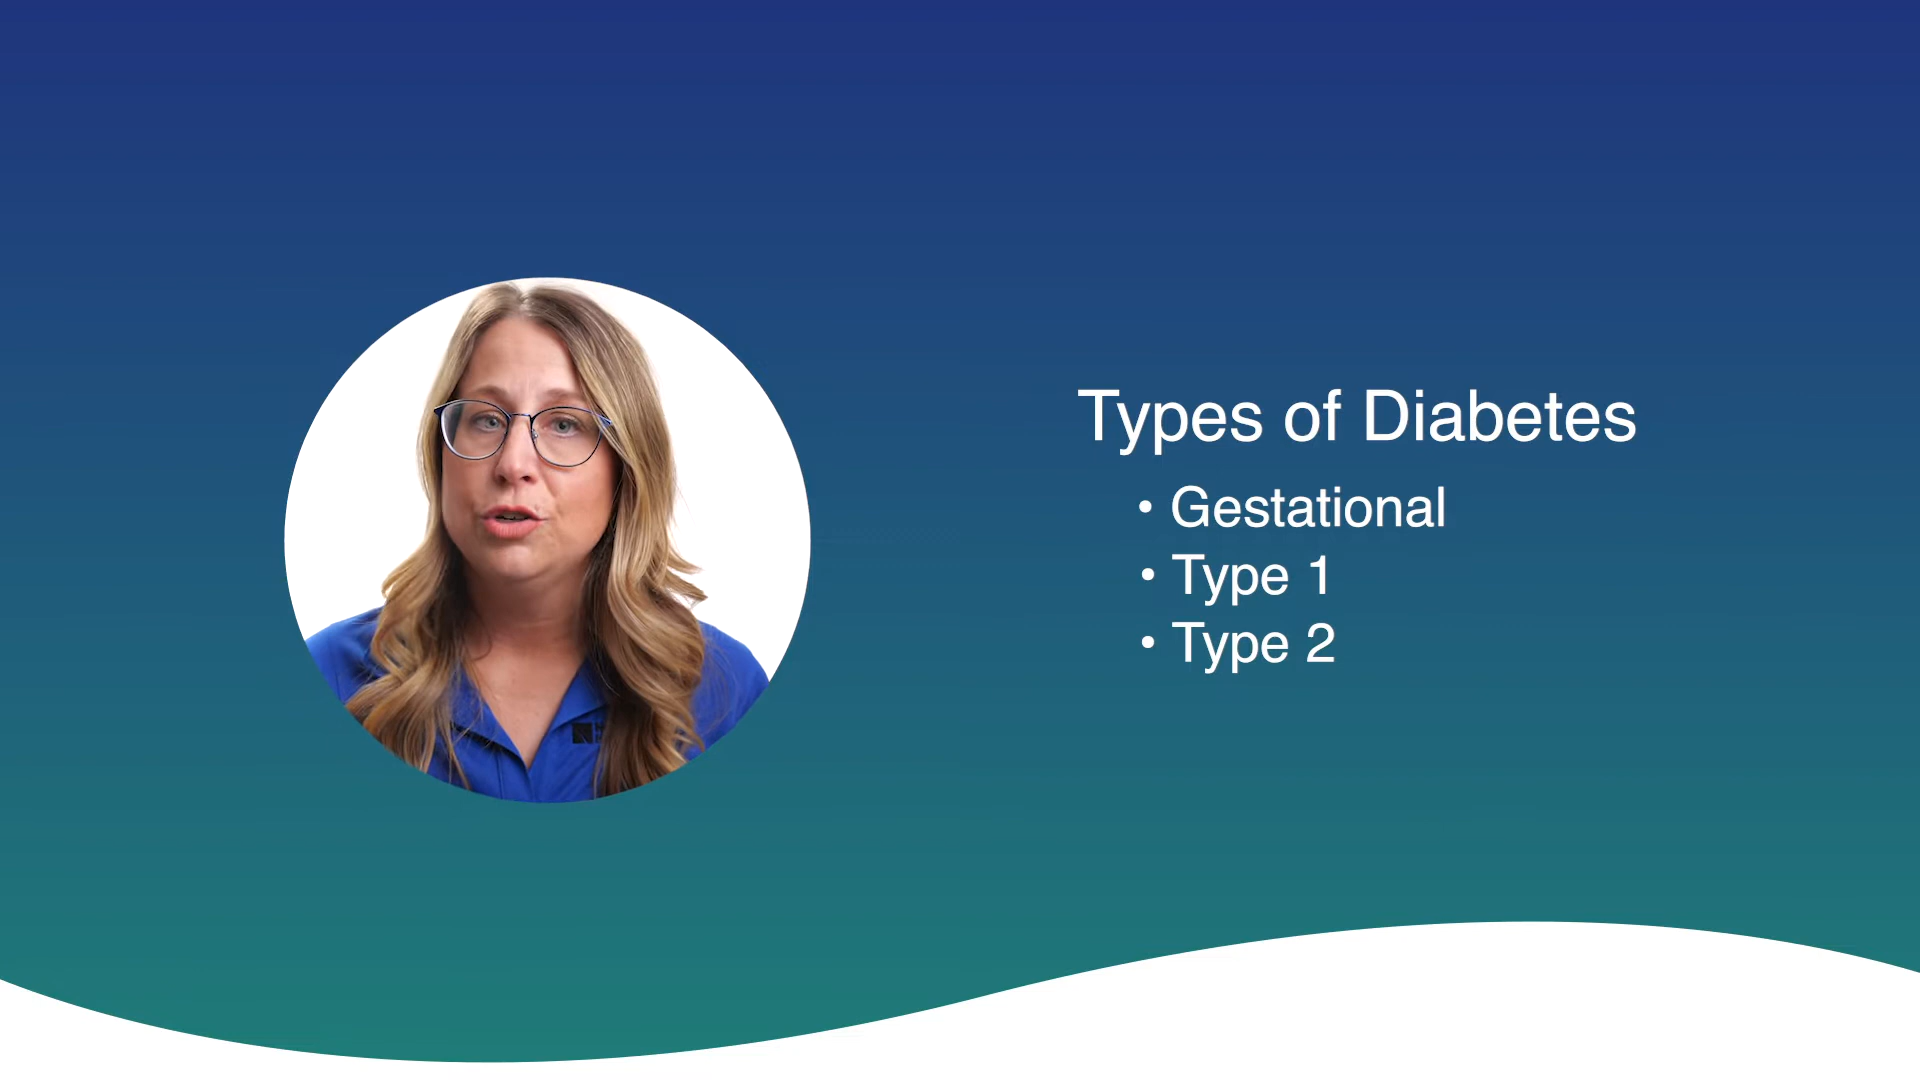 Types of Diabetes
• Gestational
• Type 1
• Type 2